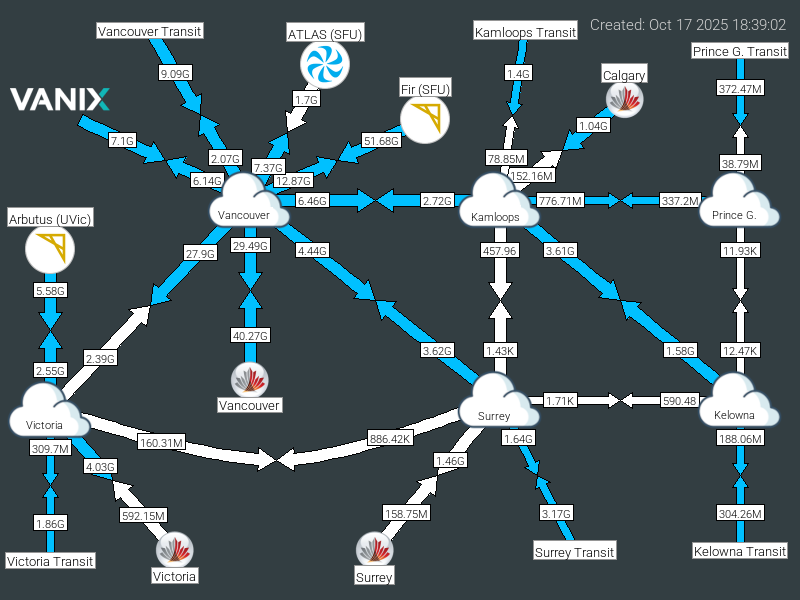 Created: Oct 17 2025 18:39:02
Vancouver Transit
ATLAS (SFU)
Kamloops Transit
Prince G. Transit
9.09G
1.4G
Calgary
372.47M
VANIX
1.7G
Fir (SFU)
1.04G
7.1G
51.68G
2.07G
78.85M
38.79M
7.37G
6.14G
12.87G
152.16M
6.46G
2.72G
776.71M
337.2M
Vancouver
Kamloops
Prince G.
Arbutus (UVic)
27.9G
29.49G
4.44G
457.96
3.61G
11.93K
5.58G
40.27G
3.62G
1.43K
1.58G
12.47K
2.39G
2.55G
Vancouver
1.71K
590.48
Victoria
Surrey
Kelowna
160.31M
886.42K
309.7M
4.03G
1.46G
1.64G
188.06M
1.86G
592.15M
158.75M
3.17G
304.26M
Victoria Transit
Victoria
Surrey
Surrey Transit
Kelowna Transit